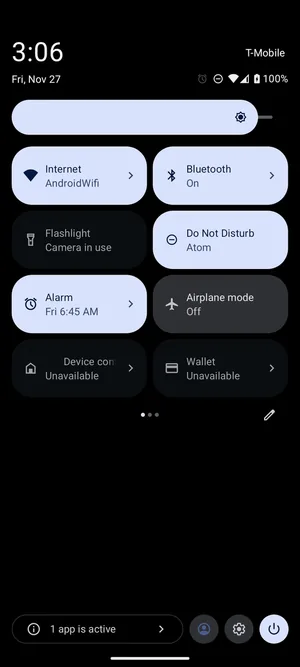 3:06
T-Mobile
Fri, Nov 27
100%
Internet
AndroidWifi
Bluetooth
On
Flashlight
Camera in use
Do Not Disturb
Atom
Alarm
Fri 6:45 AM
Airplane mode
Off
Device con
Unavailable
Wallet
Unavailable
1 app is active